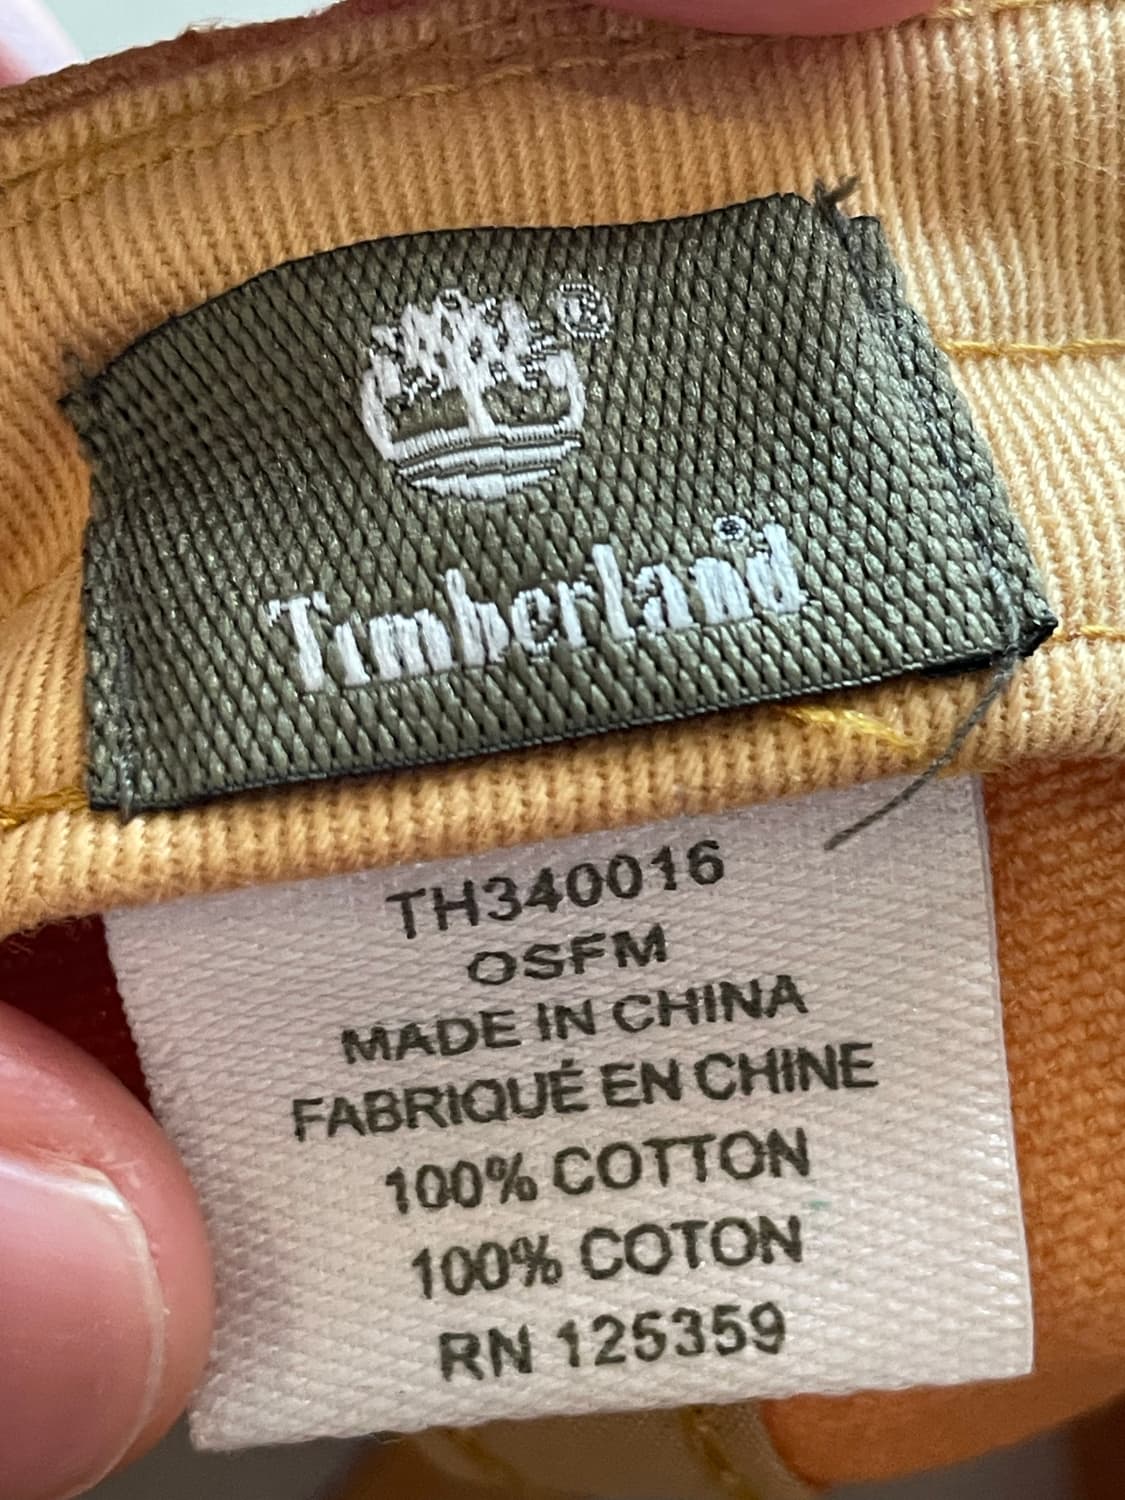 ®
Timberland®
TH340016
OSFM
MADE IN CHINA
FABRIQUÉ EN CHINE
100% COTTON
100% COTON
RN 125359